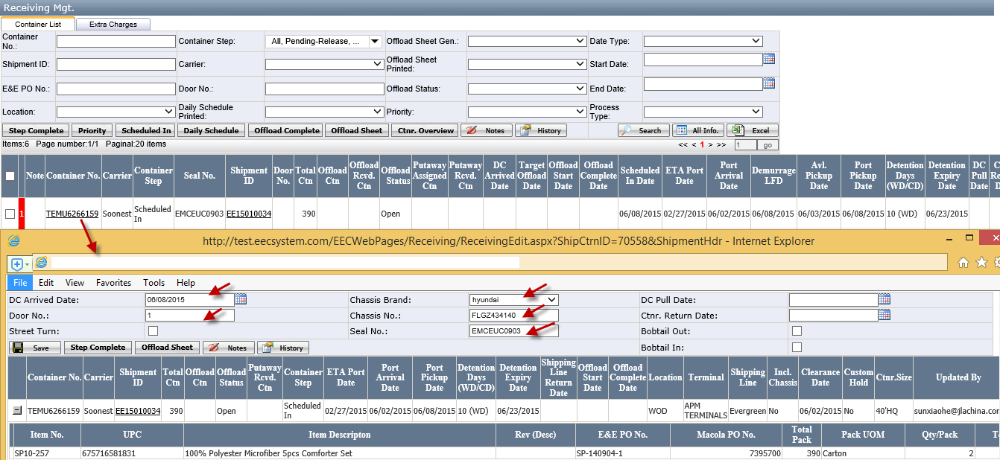 Receiving Mgt.
Container List Extra Charges
Container No.: Container Step: All, Pending-Release, ... Offload Sheet Gen.: Date Type:
Shipment ID: Carrier: Offload Sheet Printed: Start Date:
E&E PO No.: Door No.: Offload Status: End Date:
Location: Daily Schedule Printed: Priority: Process Type:
Step Complete Priority Scheduled In Daily Schedule Offload Complete Offload Sheet Ctnr. Overview Notes History Search All Info. Excel
Items:6 Page number:1/1 Paginal:20 items << < 1 > >> 1 go
Note Container No. Carrier Container Step Seal No. Shipment ID Door No. Total Ctn Offload Ctn Offload Rcvd. Ctn Offload Status Putaway Assigned Ctn Putaway Rcvd. Ctn DC Arrived Date Target Offload Date Offload Start Date Offload Complete Date Scheduled In Date ETA Port Date Port Arrival Date Demurrage LFD Avl. Pickup Date Port Pickup Date Detention Days (WD/CD) Detention Expiry Date DC Pull Date
1 TEMU6266159 Soonest Scheduled In EMCEUC0903 EE15010034 390 Open 06/08/2015 02/27/2015 06/02/2015 06/08/2015 06/03/2015 06/08/2015 10 (WD) 06/23/2015
http://test.eecsystem.com/EECWebPages/Receiving/ReceivingEdit.aspx?ShipCtrnID=70558&ShipmentHdr - Internet Explorer
File Edit View Favorites Tools Help
DC Arrived Date: 06/08/2015 Chassis Brand: hyundai DC Pull Date:
Door No.: 1 Chassis No.: FLGZ434140 Ctnr. Return Date:
Street Turn: Seal No.: EMCEUC0903 Bobtail Out:
Save Step Complete Offload Sheet Notes History Bobtail In:
Container No. Carrier Shipment ID Total Ctn Offload Ctn Offload Status Putaway Rcvd. Ctn Container Step ETA Port Date Port Arrival Date Port Pickup Date Detention Days (WD/CD) Detention Expiry Date Shipping Line Return Date Offload Start Date Offload Complete Date Location Terminal Shipping Line Incl. Chassis Clearance Date Custom Hold Ctnr.Size Updated By
TEMU6266159 Soonest EE15010034 390 Open Scheduled In 02/27/2015 06/02/2015 06/08/2015 10 (WD) 06/23/2015 WOD APM TERMINALS Evergreen No 06/02/2015 No 40'HQ sunxiaohe@jlachina.co
Item No. UPC Item Descripton Rev (Desc) E&E PO No. Macola PO No. Total Pack Pack UOM Qty/Pack
SP10-257 675716581831 100% Polyester Microfiber 5pcs Comforter Set SP-140904-1 7395700 390 Carton 2